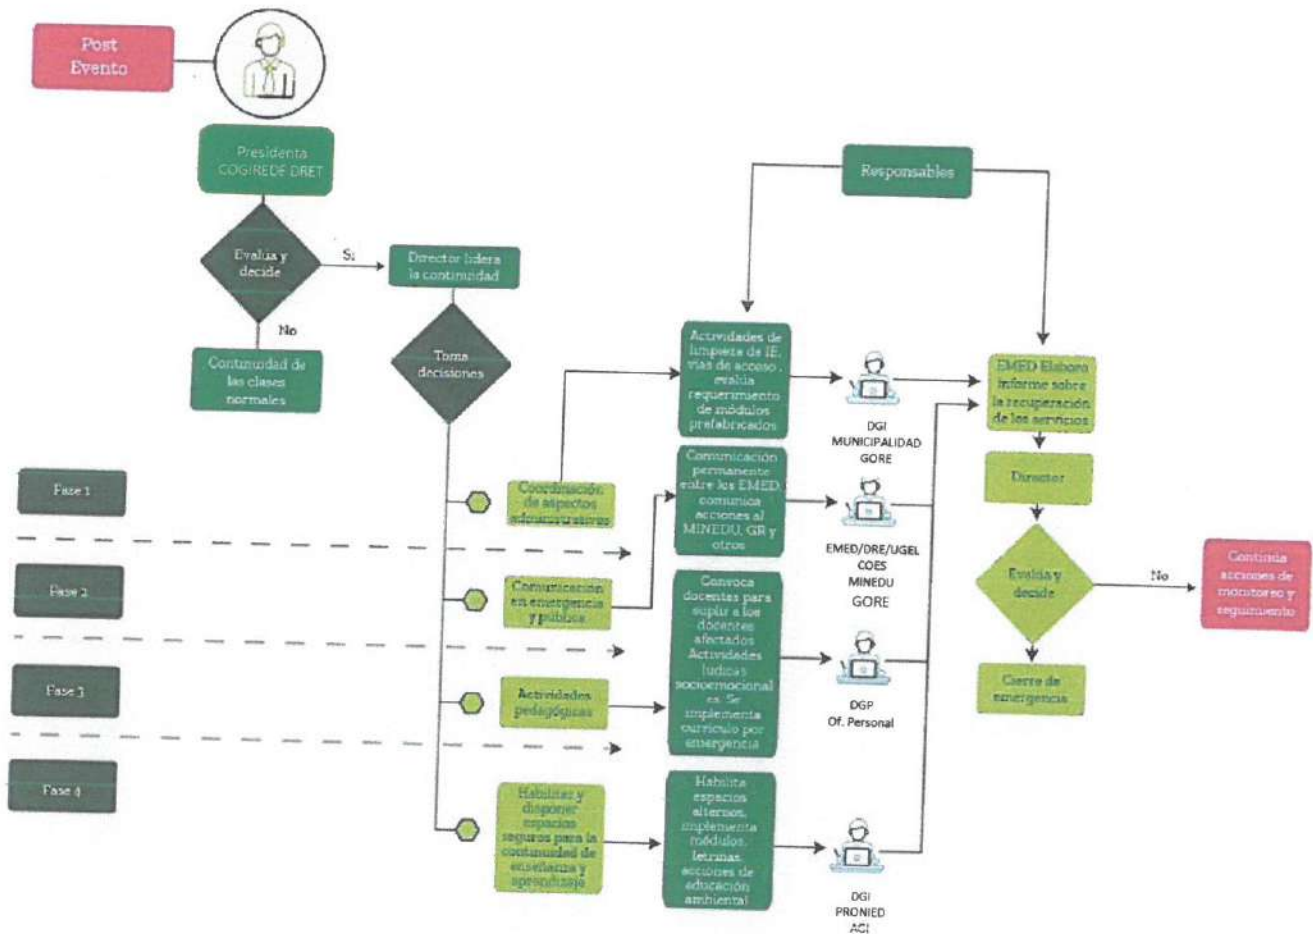 Post
Evento
Presidenta
COGIREDE DRET
Evalúa y
decide
Si
No
Continuidad de
las clases
normales
Director lidera
la continuidad
Toma
decisiones
Responsables
Fase 1
Fase 2
Fase 3
Fase 4
Coordinación
de aspectos
administrativos
Comunicación
en emergencia
y pública
Actividades
pedagógicas
Habilitar y
disponer
espacios
seguros para la
continuidad de
enseñanza y
aprendizaje
Actividades de
limpieza de IE,
vías de acceso ,
evalúa
requerimiento
de módulos
prefabricados
Comunicación
permanente
entre los EMED,
comunica
acciones al
MINEDU, GR y
otros
Convoca
docentes para
suplir a los
docentes
afectados
Actividades
lúdicas
socioemocional
es. Se
implementa
currículo por
emergencia
Habilita
espacios
alternos,
implementa
módulos,
letrinas,
acciones de
educación
ambiental
DGI
MUNICIPALIDAD
GORE
EMED/DRE/UGEL
COES
MINEDU
GORE
DGP
Of. Personal
DGI
PRONIED
AGI
EMED Elabora
informe sobre
la recuperación
de los servicios
Director
Evalúa y
decide
No
Continúa
acciones de
monitoreo y
seguimiento
Cierre de
emergencia